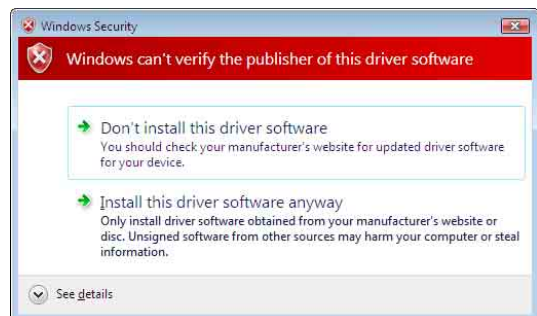 Windows Security
Windows can't verify the publisher of this driver software
Don't install this driver software
You should check your manufacturer's website for updated driver software
for your device.
Install this driver software anyway
Only install driver software obtained from your manufacturer's website or
disc. Unsigned software from other sources may harm your computer or steal
information.
See details